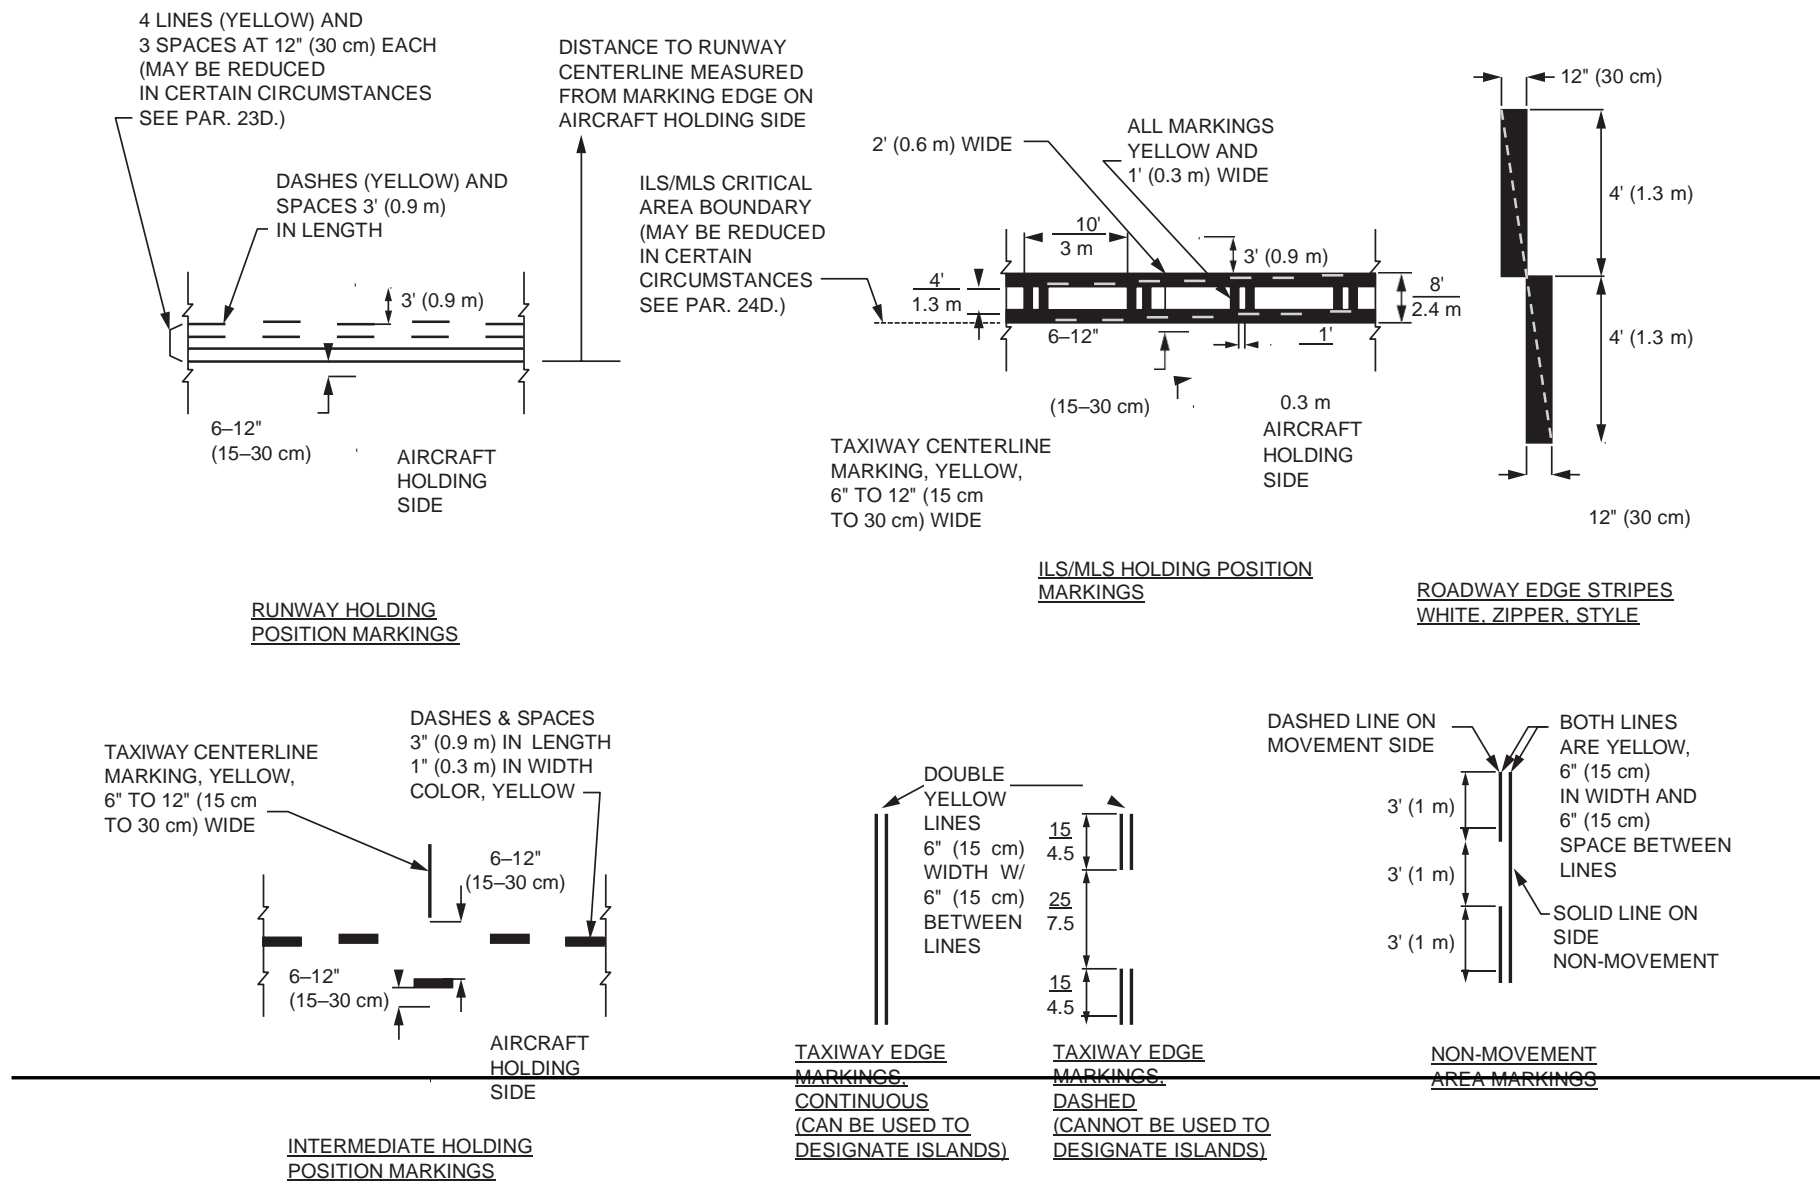 4 LINES (YELLOW) AND
3 SPACES AT 12" (30 cm) EACH
(MAY BE REDUCED
IN CERTAIN CIRCUMSTANCES
SEE PAR. 23D.)
DASHES (YELLOW) AND
SPACES 3' (0.9 m)
IN LENGTH
DISTANCE TO RUNWAY
CENTERLINE MEASURED
FROM MARKING EDGE ON
AIRCRAFT HOLDING SIDE
3' (0.9 m)
6–12"
(15–30 cm)
AIRCRAFT
HOLDING
SIDE
RUNWAY HOLDING
POSITION MARKINGS
ILS/MLS CRITICAL
AREA BOUNDARY
(MAY BE REDUCED
IN CERTAIN
CIRCUMSTANCES
SEE PAR. 24D.)
2' (0.6 m) WIDE
ALL MARKINGS
YELLOW AND
1' (0.3 m) WIDE
10'
3 m
3' (0.9 m)
4'
1.3 m
8'
2.4 m
6–12"
1'
(15–30 cm)
0.3 m
AIRCRAFT
HOLDING
SIDE
TAXIWAY CENTERLINE
MARKING, YELLOW,
6" TO 12" (15 cm
TO 30 cm) WIDE
ILS/MLS HOLDING POSITION
MARKINGS
12" (30 cm)
4' (1.3 m)
4' (1.3 m)
12" (30 cm)
ROADWAY EDGE STRIPES
WHITE, ZIPPER, STYLE
TAXIWAY CENTERLINE
MARKING, YELLOW,
6" TO 12" (15 cm
TO 30 cm) WIDE
DASHES & SPACES
3" (0.9 m) IN LENGTH
1" (0.3 m) IN WIDTH
COLOR, YELLOW
6–12"
(15–30 cm)
6–12"
(15–30 cm)
AIRCRAFT
HOLDING
SIDE
INTERMEDIATE HOLDING
POSITION MARKINGS
DOUBLE
YELLOW
LINES
6" (15 cm)
WIDTH W/
6" (15 cm)
BETWEEN
LINES
15
4.5
25
7.5
15
4.5
TAXIWAY EDGE
MARKINGS,
CONTINUOUS
(CAN BE USED TO
DESIGNATE ISLANDS)
TAXIWAY EDGE
MARKINGS,
DASHED
(CANNOT BE USED TO
DESIGNATE ISLANDS)
DASHED LINE ON
MOVEMENT SIDE
BOTH LINES
ARE YELLOW,
6" (15 cm)
IN WIDTH AND
6" (15 cm)
SPACE BETWEEN
LINES
3' (1 m)
3' (1 m)
3' (1 m)
SOLID LINE ON
SIDE
NON-MOVEMENT
NON-MOVEMENT
AREA MARKINGS